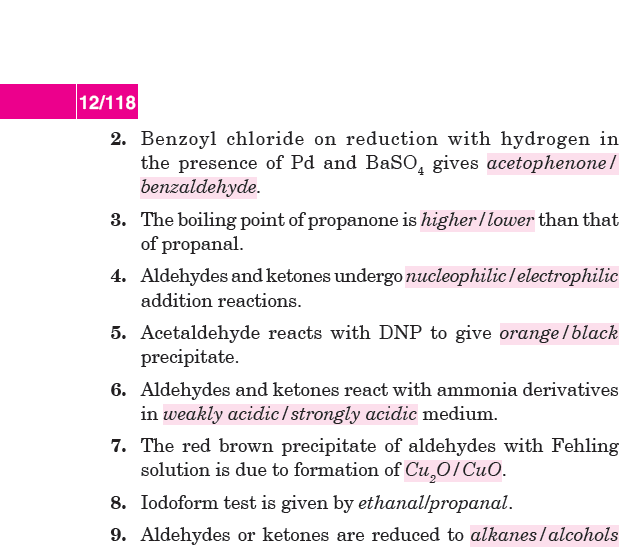 12/118
2. Benzoyl chloride on reduction with hydrogen in
the presence of Pd and BaSO₄ gives acetophenone/
benzaldehyde.
3. The boiling point of propanone is higher/lower than that
of propanal.
4. Aldehydes and ketones undergo nucleophilic/electrophilic
addition reactions.
5. Acetaldehyde reacts with DNP to give orange/black
precipitate.
6. Aldehydes and ketones react with ammonia derivatives
in weakly acidic/strongly acidic medium.
7. The red brown precipitate of aldehydes with Fehling
solution is due to formation of Cu₂O/CuO.
8. Iodoform test is given by ethanal/propanal.
9. Aldehydes or ketones are reduced to alkanes/alcohols